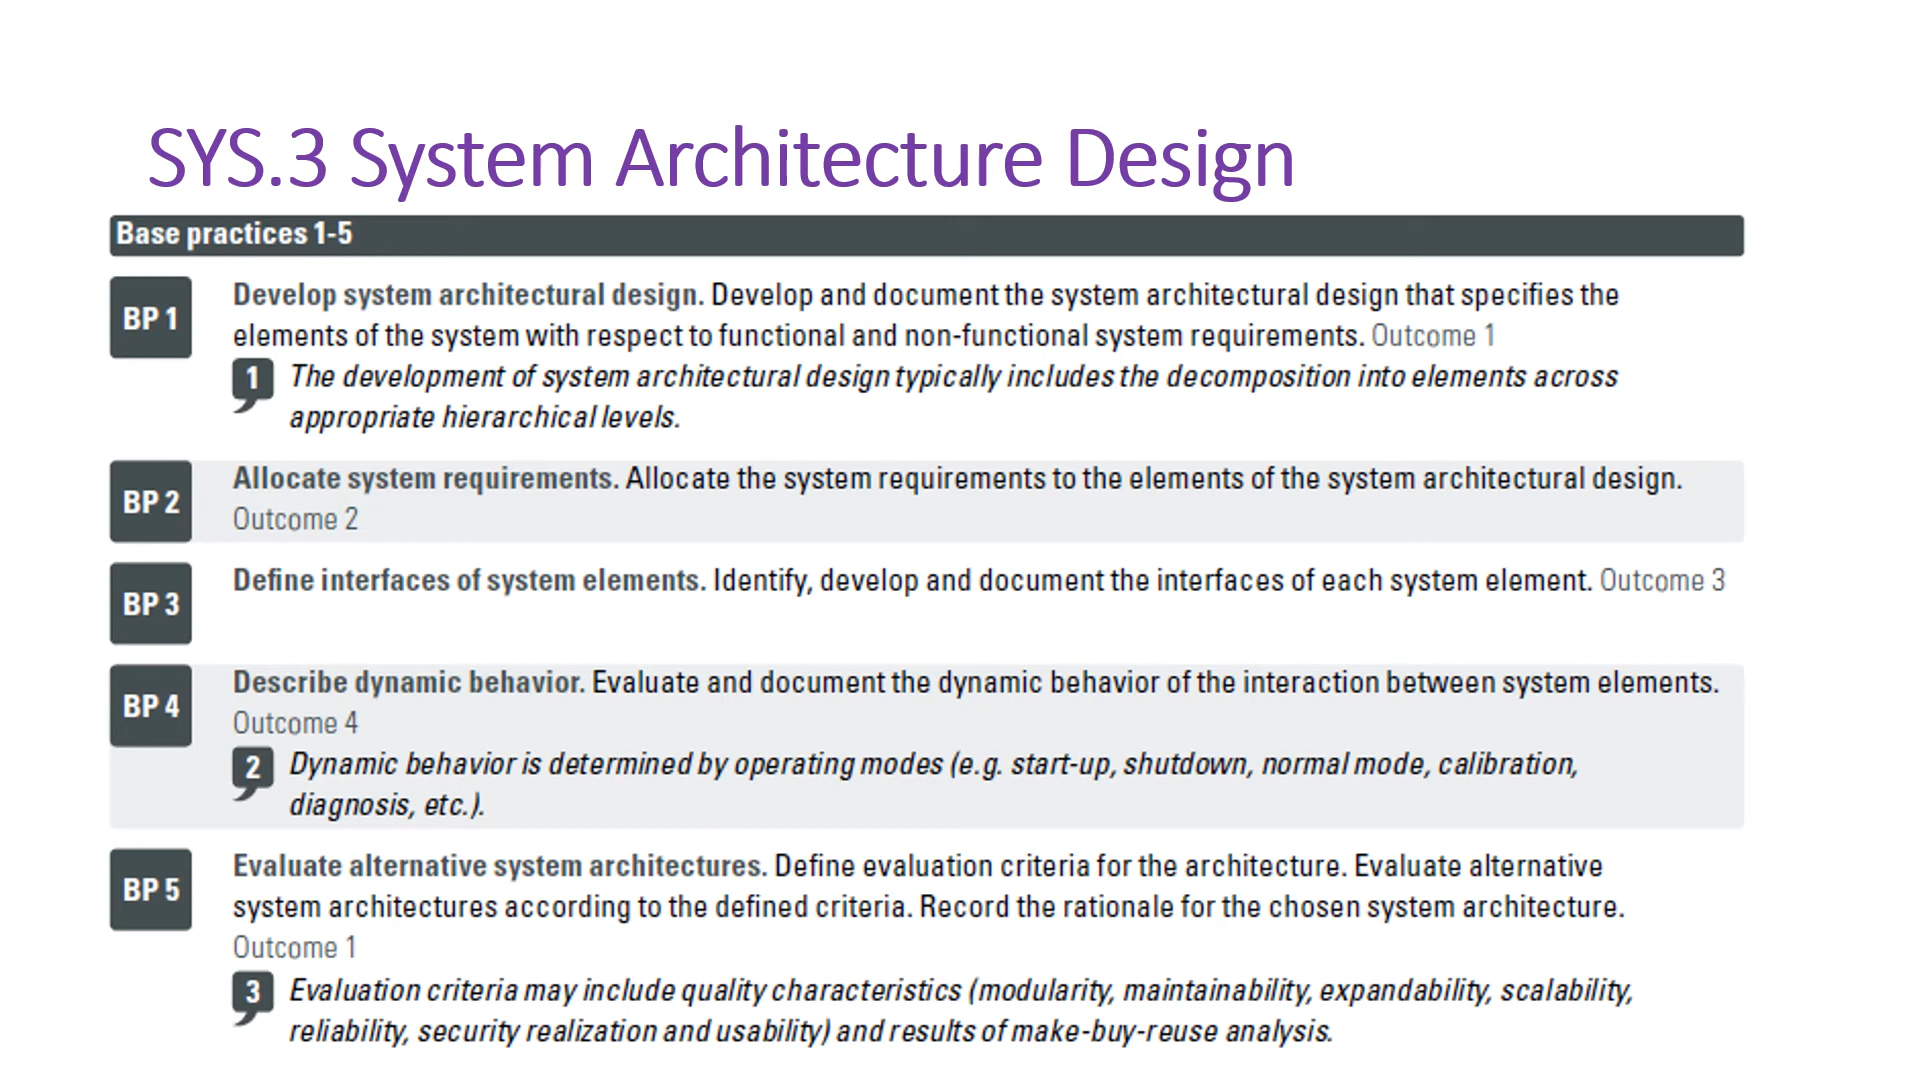 SYS.3 System Architecture Design
Base practices 1-5
BP 1
Develop system architectural design. Develop and document the system architectural design that specifies the
elements of the system with respect to functional and non-functional system requirements. Outcome 1
1 The development of system architectural design typically includes the decomposition into elements across
appropriate hierarchical levels.
BP 2
Allocate system requirements. Allocate the system requirements to the elements of the system architectural design.
Outcome 2
BP 3
Define interfaces of system elements. Identify, develop and document the interfaces of each system element. Outcome 3
BP 4
Describe dynamic behavior. Evaluate and document the dynamic behavior of the interaction between system elements.
Outcome 4
2 Dynamic behavior is determined by operating modes (e.g. start-up, shutdown, normal mode, calibration,
diagnosis, etc.).
BP 5
Evaluate alternative system architectures. Define evaluation criteria for the architecture. Evaluate alternative
system architectures according to the defined criteria. Record the rationale for the chosen system architecture.
Outcome 1
3 Evaluation criteria may include quality characteristics (modularity, maintainability, expandability, scalability,
reliability, security realization and usability) and results of make-buy-reuse analysis.